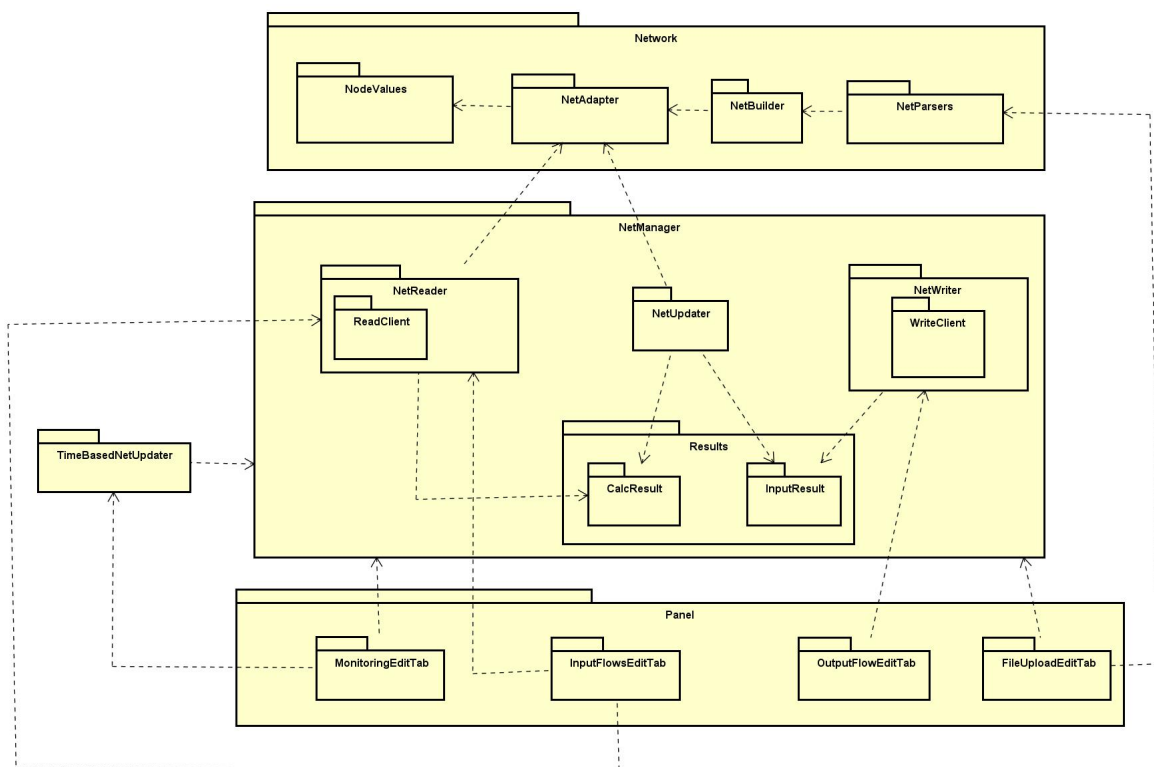 Network
NodeValues
NetAdapter
NetBuilder
NetParsers
NetManager
NetReader
ReadClient
NetUpdater
NetWriter
WriteClient
TimeBasedNetUpdater
Results
CalcResult
InputResult
Panel
MonitoringEditTab
InputFlowsEditTab
OutputFlowEditTab
FileUploadEditTab